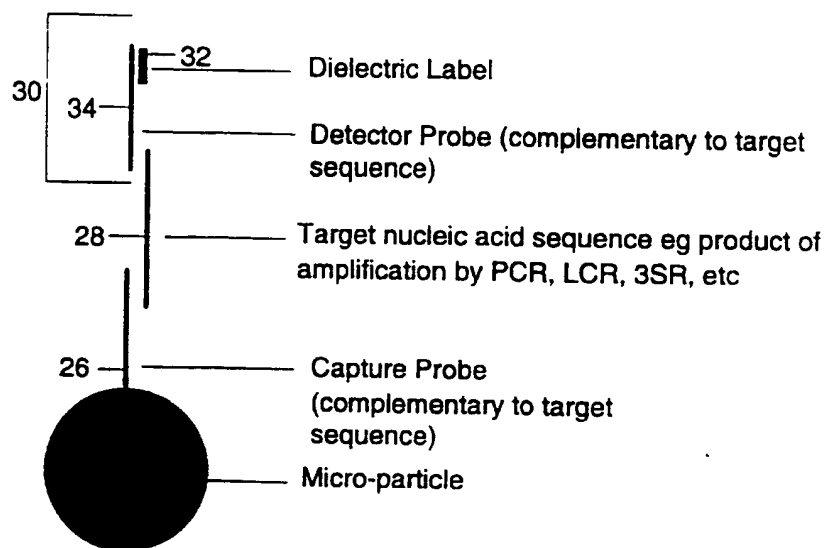 32
Dielectric Label
30
34
Detector Probe (complementary to target
sequence)
28
Target nucleic acid sequence eg product of
amplification by PCR, LCR, 3SR, etc
26
Capture Probe
(complementary to target
sequence)
Micro-particle